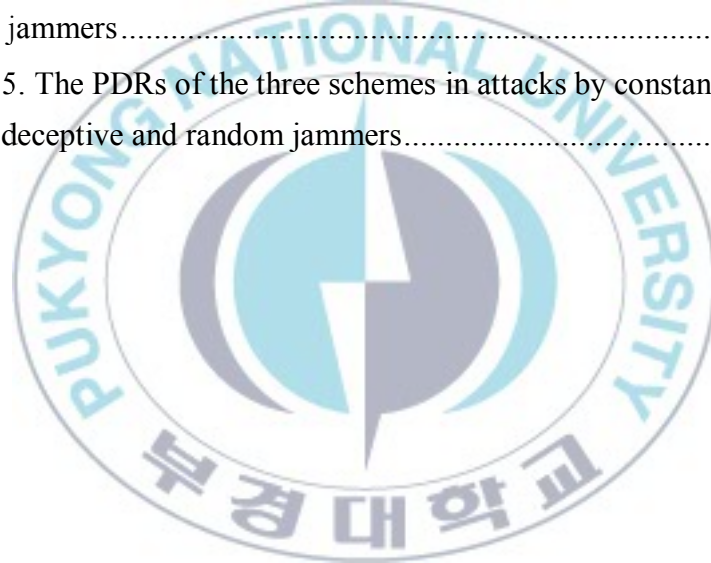 jammers
5. The PDRs of the three schemes in attacks by constan
deceptive and random jammers
PUKYONG NATIONAL UNIVERSITY
부경대학교